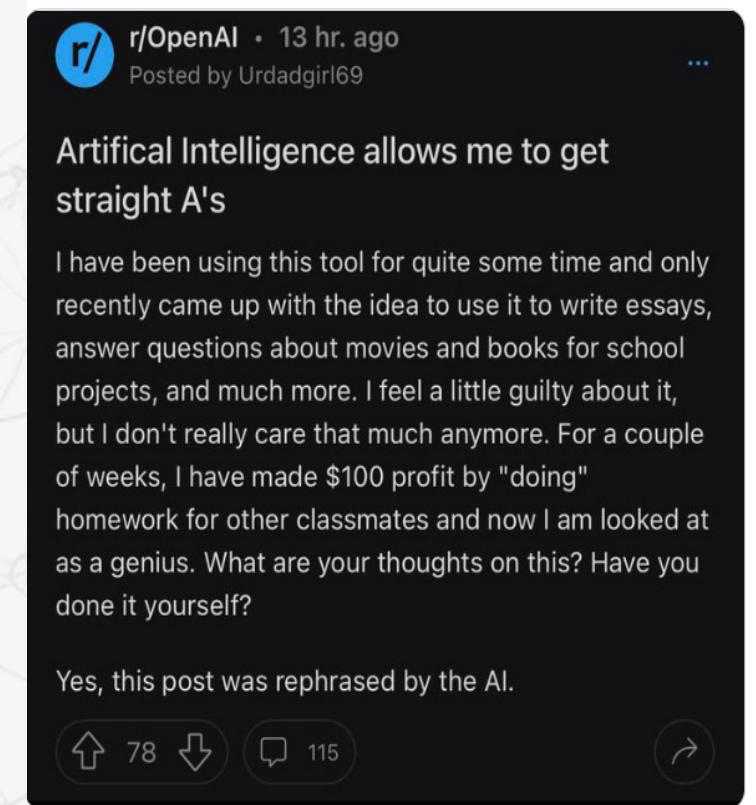 r/
r/OpenAI • 13 hr. ago
Posted by Urdadgirl69
...
Artifical Intelligence allows me to get
straight A's
I have been using this tool for quite some time and only
recently came up with the idea to use it to write essays,
answer questions about movies and books for school
projects, and much more. I feel a little guilty about it,
but I don't really care that much anymore. For a couple
of weeks, I have made $100 profit by "doing"
homework for other classmates and now I am looked at
as a genius. What are your thoughts on this? Have you
done it yourself?
Yes, this post was rephrased by the AI.
78
115